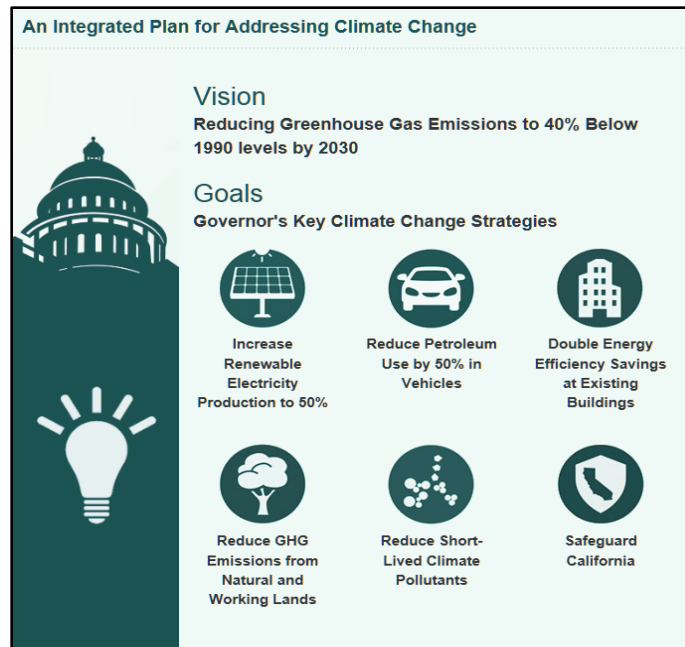 An Integrated Plan for Addressing Climate Change
Vision
Reducing Greenhouse Gas Emissions to 40% Below
1990 levels by 2030
Goals
Governor's Key Climate Change Strategies
Increase
Renewable
Electricity
Production to 50%
Reduce Petroleum
Use by 50% in
Vehicles
Double Energy
Efficiency Savings
at Existing
Buildings
Reduce GHG
Emissions from
Natural and
Working Lands
Reduce Short-
Lived Climate
Pollutants
Safeguard
California